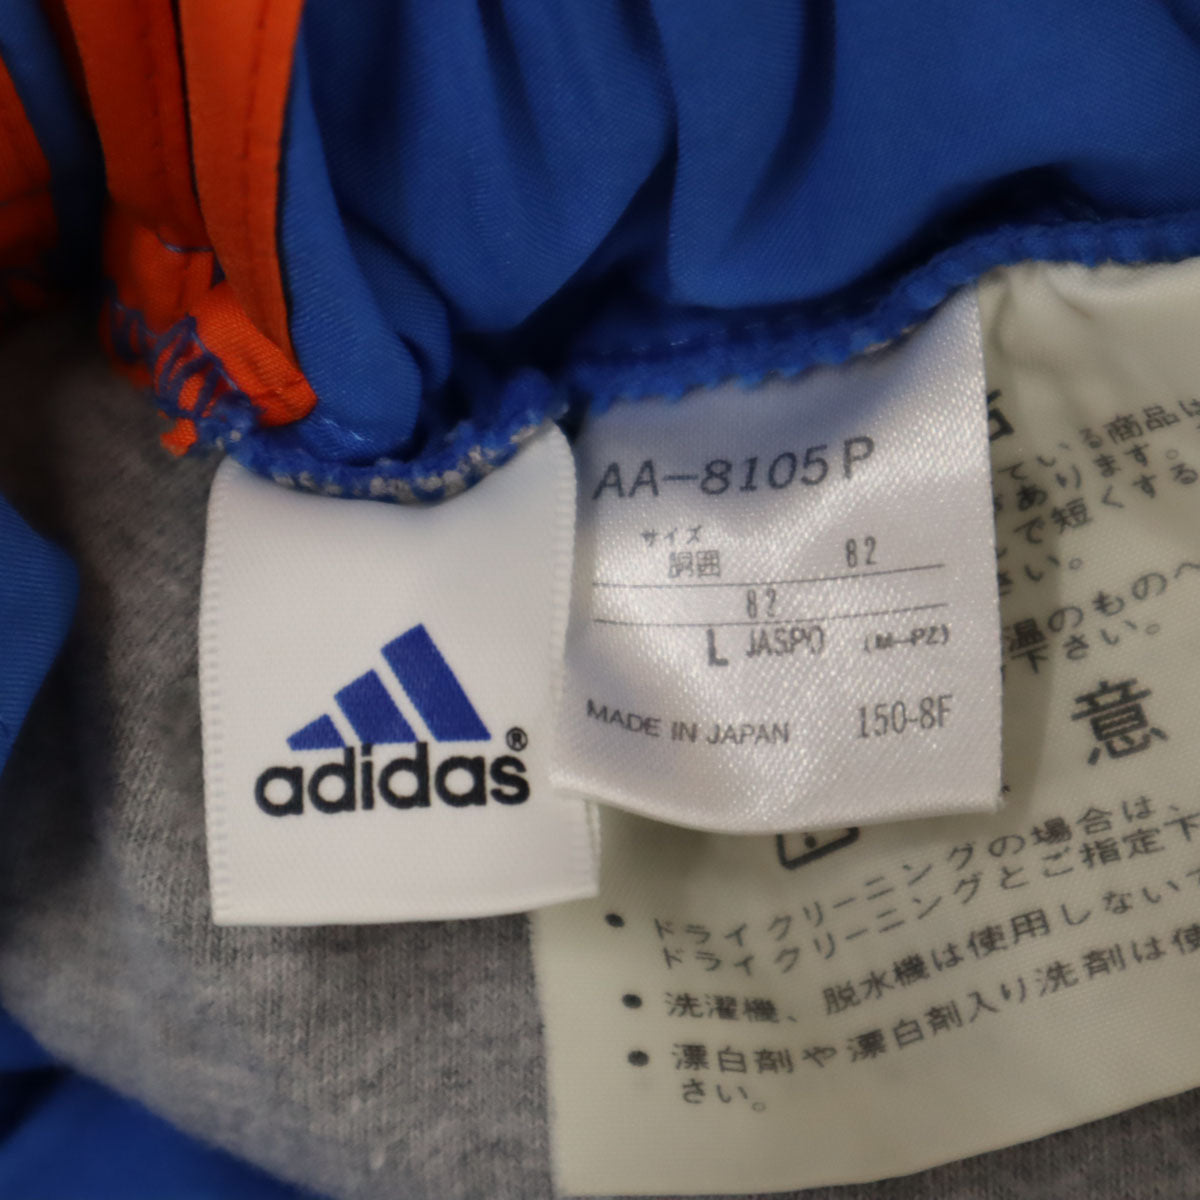 adidas®
AA-8105P
サイズ
胴囲 82
82
L JASPO (M-PZ)
MADE IN JAPAN 150-8F
ている商品は
があります。
で短くする
さい。
温のものへ
下さい。
意
ドライクリーニングの場合は、
ドライクリーニングとご指定下
洗濯機、脱水機は使用しないで
漂白剤や漂白剤入り洗剤は使
さい。